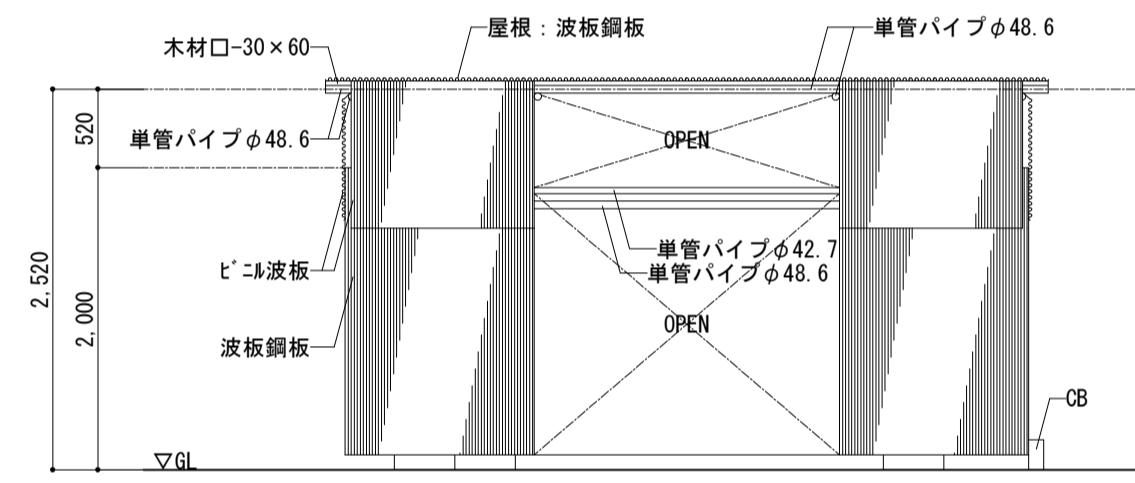 屋根：波板鋼板
単管パイプφ48.6
木材口-30×60
520
単管パイプφ48.6
OPEN
単管パイプφ42.7
単管パイプφ48.6
ﾋﾞﾆﾙ波板
2,520
2,000
OPEN
波板鋼板
CB
▽GL